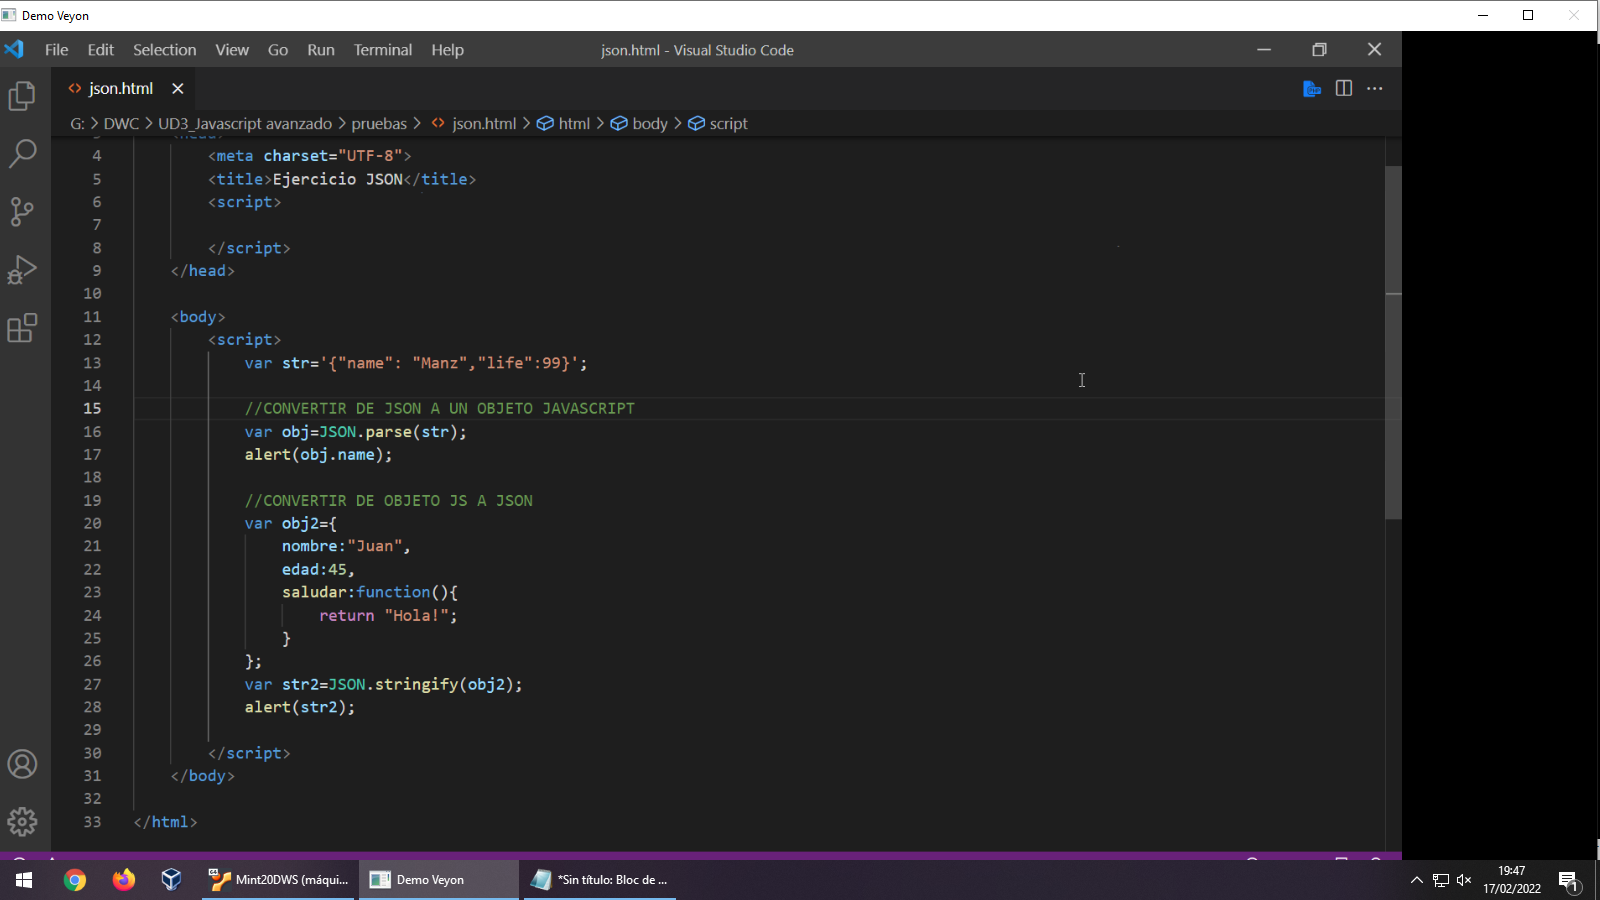 Demo Veyon
File Edit Selection View Go Run Terminal Help
json.html - Visual Studio Code
json.html
G: > DWC > UD3_Javascript avanzado > pruebas > json.html > html > body > script
4 <meta charset="UTF-8">
5 <title>Ejercicio JSON</title>
6 <script>
7
8 </script>
9 </head>
10
11 <body>
12 <script>
13 var str='{"name": "Manz","life":99}';
14
15 //CONVERTIR DE JSON A UN OBJETO JAVASCRIPT
16 var obj=JSON.parse(str);
17 alert(obj.name);
18
19 //CONVERTIR DE OBJETO JS A JSON
20 var obj2={
21 nombre:"Juan",
22 edad:45,
23 saludar:function(){
24 return "Hola!";
25 }
26 };
27 var str2=JSON.stringify(obj2);
28 alert(str2);
29
30 </script>
31 </body>
32
33 </html>
Mint20DWS (máqui... Demo Veyon *Sin título: Bloc de ...
19:47
17/02/2022
1